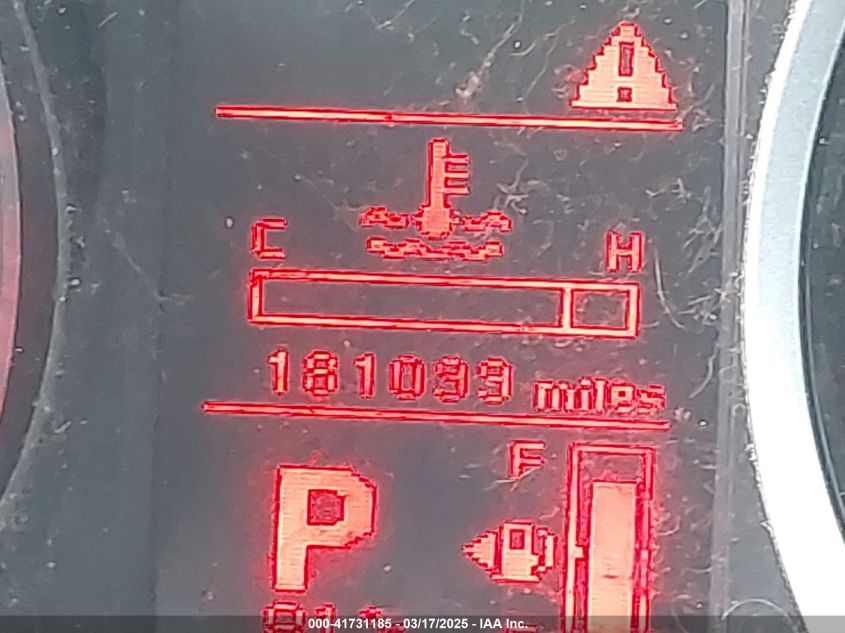 !
C H
181099 miles
F
P
000-41731185 - 03/17/2025 - IAA Inc.